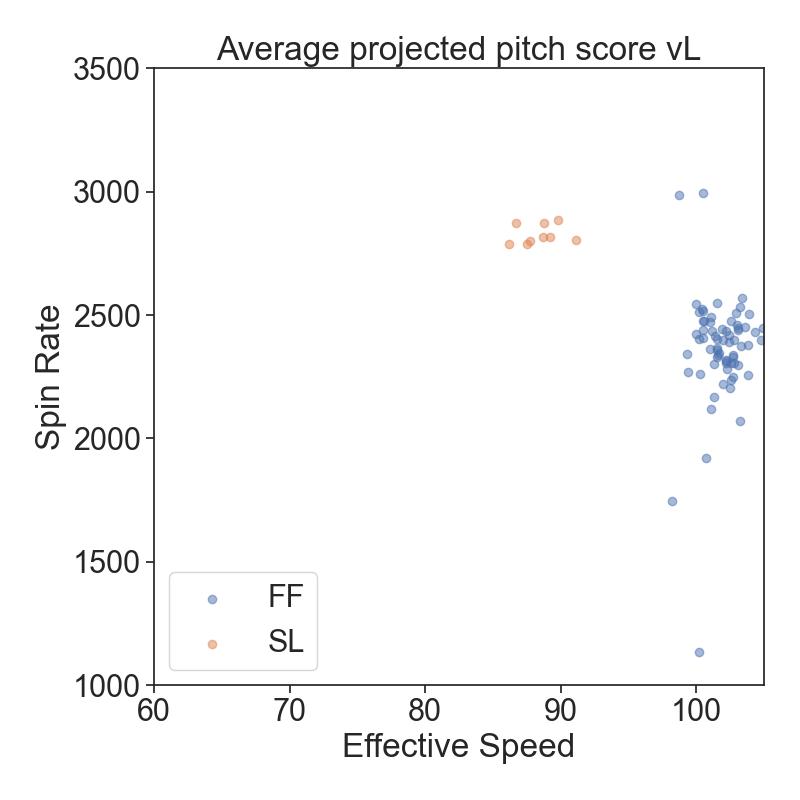 Average projected pitch score vL
3500
3000
2500
2000
1500
1000
Spin Rate
FF
SL
60 70 80 90 100
Effective Speed